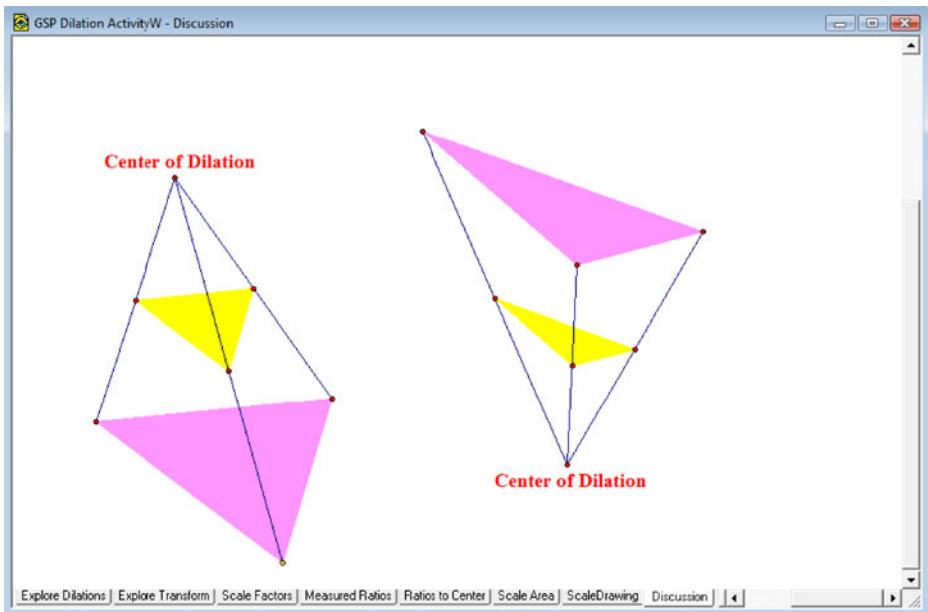 GSP Dilation ActivityW - Discussion
Center of Dilation
Center of Dilation
Explore Dilations Explore Transform Scale Factors Measured Ratios Ratios to Center Scale Area ScaleDrawing Discussion